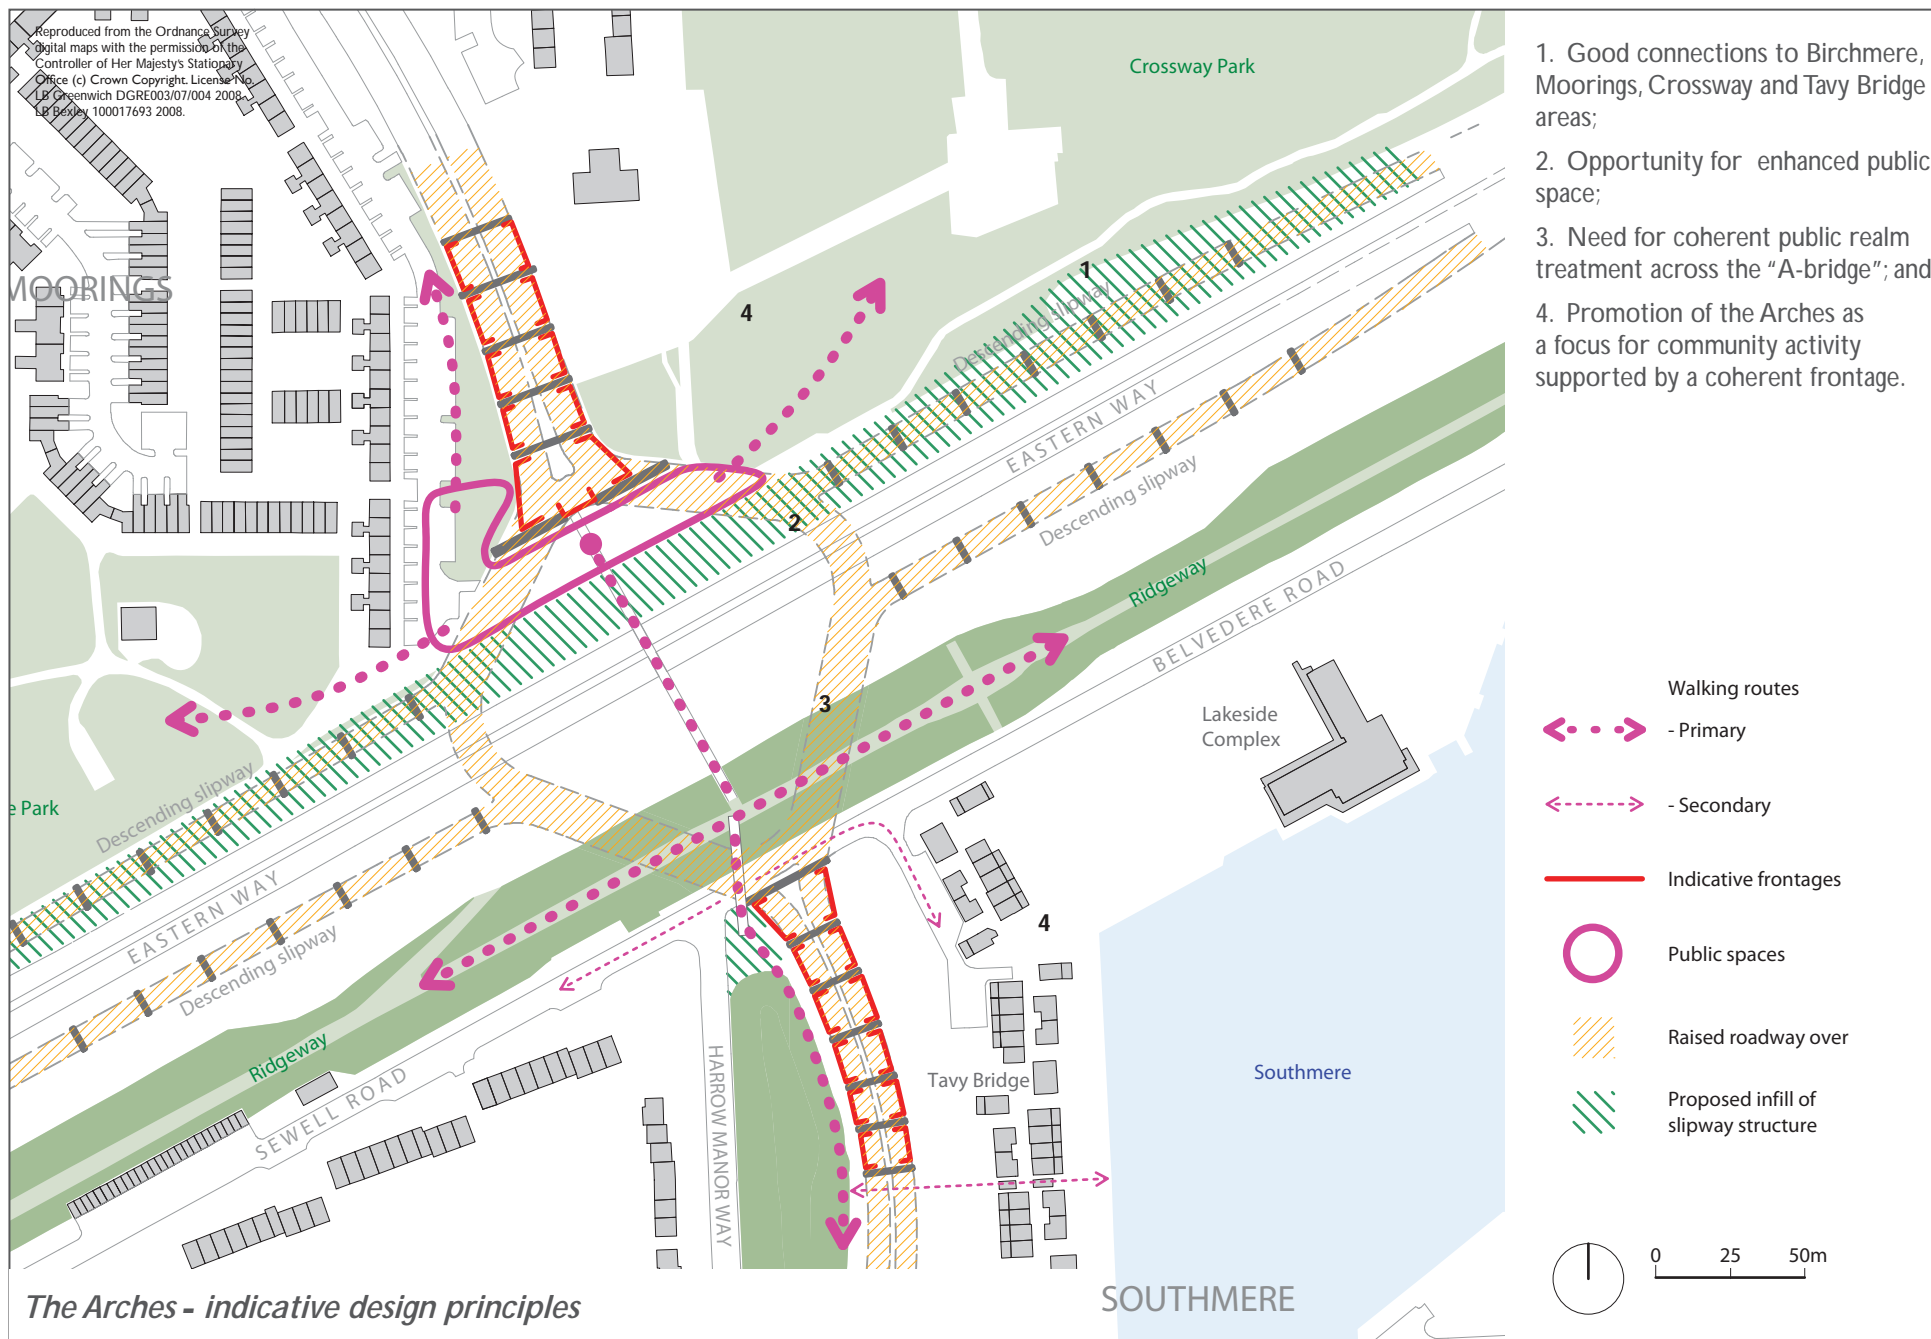 Reproduced from the Ordnance Survey
digital maps with the permission of the
Controller of Her Majesty's Stationary
Office (c) Crown Copyright. License No.
LB Greenwich DGRE003/07/004 2008.
LB Bexley 100017693 2008.
Crossway Park
MOORINGS
1
4
Descending slipway
EASTERN WAY
Descending slipway
2
Ridgeway
BELVEDERE ROAD
3
Lakeside
Complex
e Park
Descending slipway
EASTERN WAY
Descending slipway
4
Ridgeway
SEWELL ROAD
HARROW MANOR WAY
Tavy Bridge
Southmere
SOUTHMERE
The Arches - indicative design principles
1. Good connections to Birchmere,
Moorings, Crossway and Tavy Bridge
areas;
2. Opportunity for enhanced public
space;
3. Need for coherent public realm
treatment across the “A-bridge”; and
4. Promotion of the Arches as
a focus for community activity
supported by a coherent frontage.
Walking routes
- Primary
- Secondary
Indicative frontages
Public spaces
Raised roadway over
Proposed infill of
slipway structure
0 25 50m